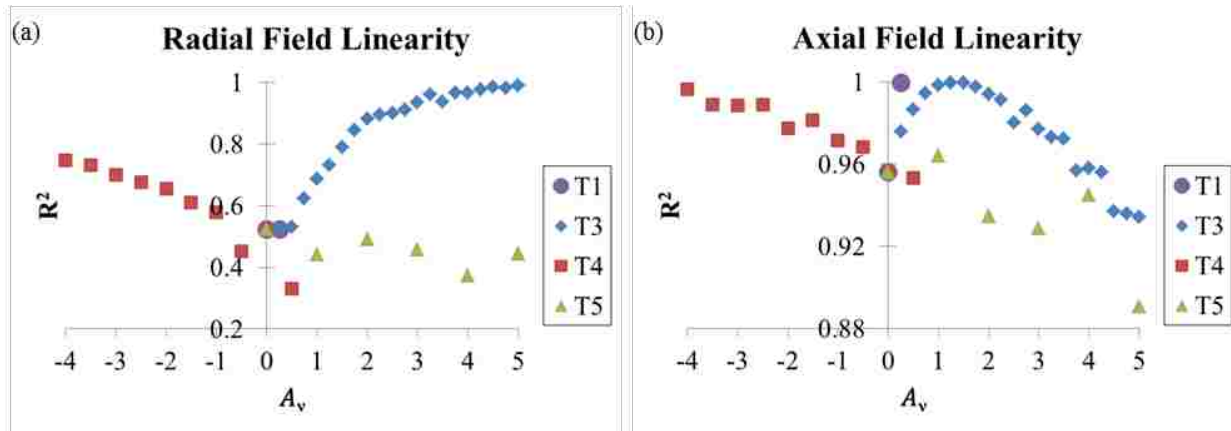 (a)
Radial Field Linearity
1
0.8
0.6
0.4
0.2
R²
-4 -3 -2 -1 0 1 2 3 4 5
Aᵥ
T1
T3
T4
T5
(b)
Axial Field Linearity
1
0.96
0.92
0.88
R²
-4 -3 -2 -1 0 1 2 3 4 5
Aᵥ
T1
T3
T4
T5